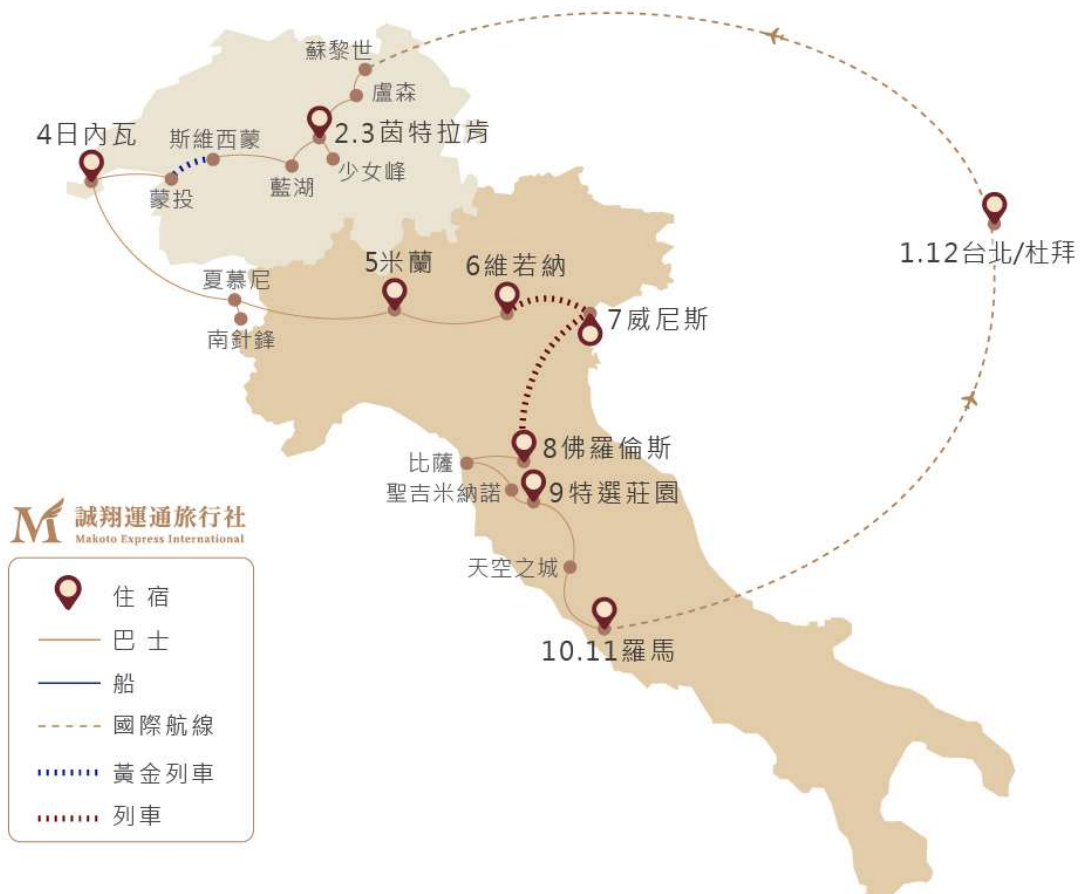 蘇黎世
盧森
2.3茵特拉肯
少女峰
4日內瓦
斯維西蒙
藍湖
蒙投
1.12台北/杜拜
5米蘭
6維若納
7威尼斯
夏慕尼
南針鋒
8佛羅倫斯
比薩
聖吉米納諾
9特選莊園
天空之城
10.11羅馬
誠翔運通旅行社
Makoto Express International
住宿
巴士
船
國際航線
黃金列車
列車